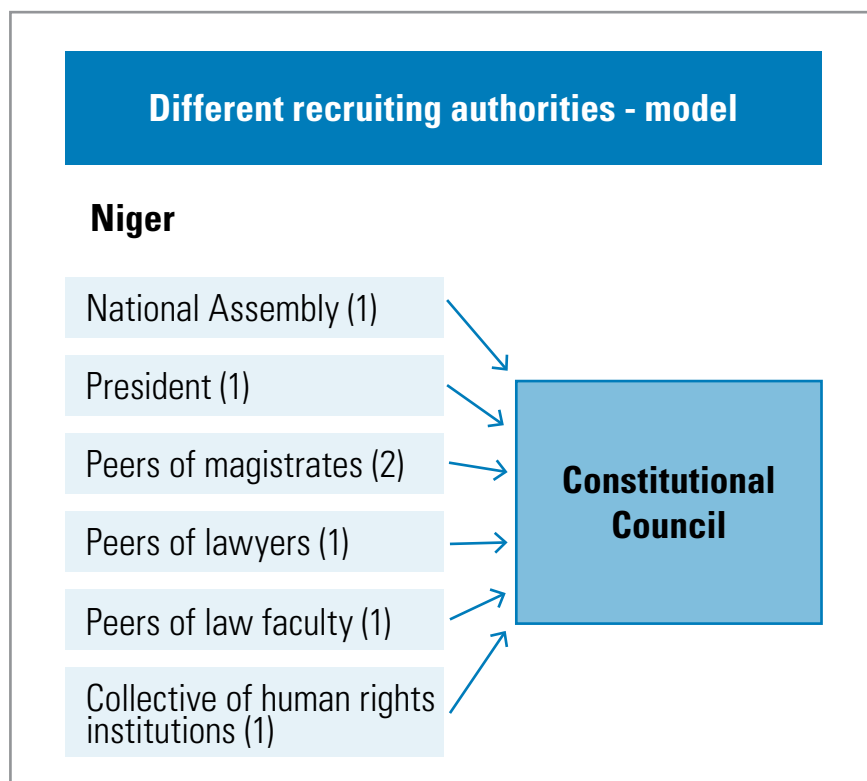 Different recruiting authorities - model
Niger
National Assembly (1)
President (1)
Peers of magistrates (2)
Peers of lawyers (1)
Peers of law faculty (1)
Collective of human rights
institutions (1)
Constitutional
Council